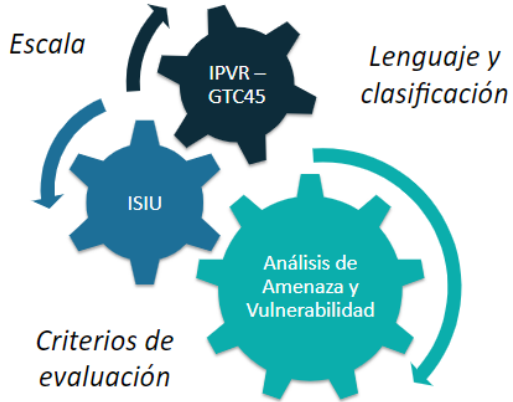 Escala
IPVR –
GTC45
Lenguaje y
clasificación
ISIU
Análisis de
Amenaza y
Vulnerabilidad
Criterios de
evaluación